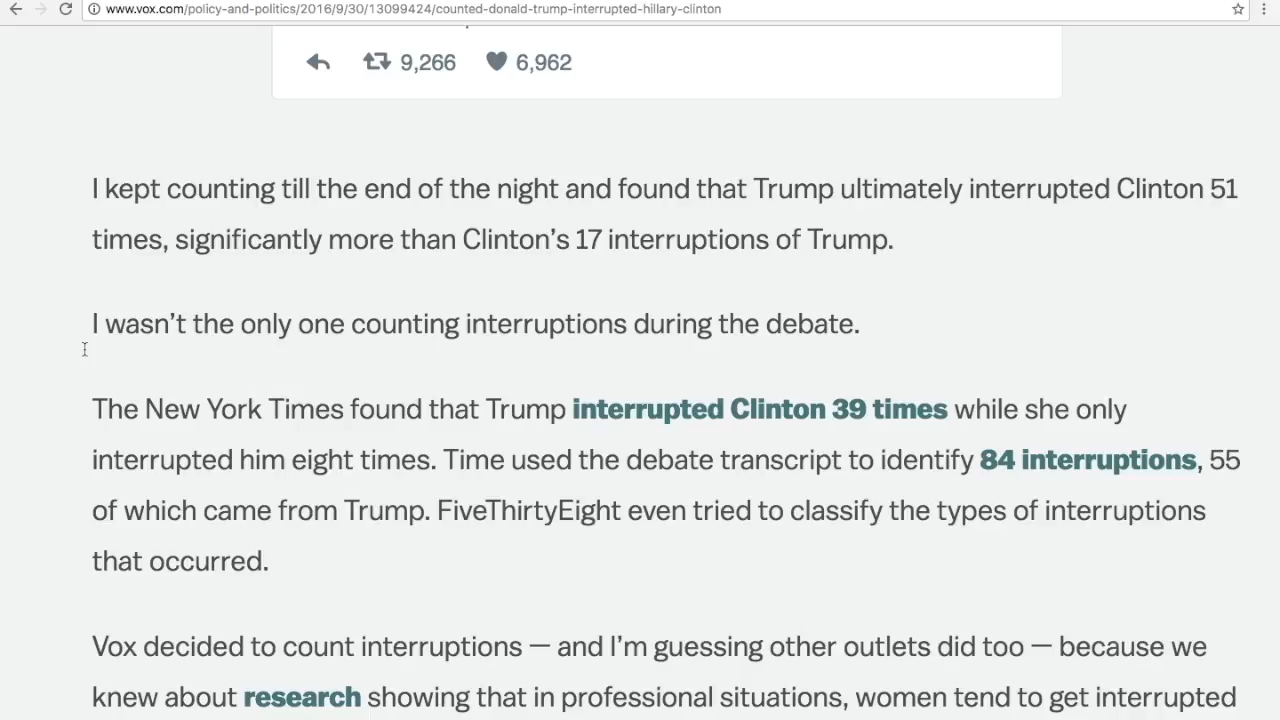 www.vox.com/policy-and-politics/2016/9/30/13099424/counted-donald-trump-interrupted-hillary-clinton
9,266 6,962
I kept counting till the end of the night and found that Trump ultimately interrupted Clinton 51
times, significantly more than Clinton’s 17 interruptions of Trump.
I wasn’t the only one counting interruptions during the debate.
The New York Times found that Trump interrupted Clinton 39 times while she only
interrupted him eight times. Time used the debate transcript to identify 84 interruptions, 55
of which came from Trump. FiveThirtyEight even tried to classify the types of interruptions
that occurred.
Vox decided to count interruptions — and I’m guessing other outlets did too — because we
knew about research showing that in professional situations, women tend to get interrupted